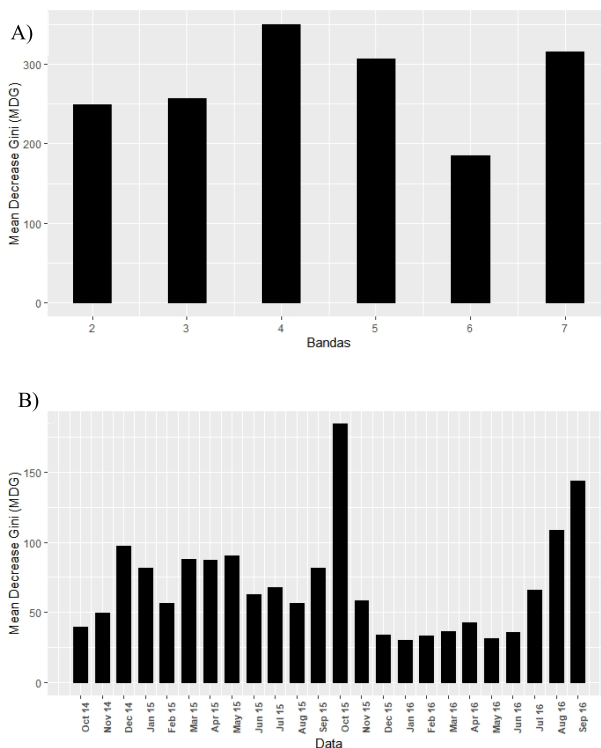 A)
Mean Decrease Gini (MDG)
300
200
100
0
2 3 4 5 6 7
Bandas
B)
Mean Decrease Gini (MDG)
150
100
50
0
Oct 14 Nov 14 Dec 14 Jan 15 Feb 15 Mar 15 Apr 15 May 15 Jun 15 Jul 15 Aug 15 Sep 15 Oct 15 Nov 15 Dec 15 Jan 16 Feb 16 Mar 16 Apr 16 May 16 Jun 16 Jul 16 Aug 16 Sep 16
Data